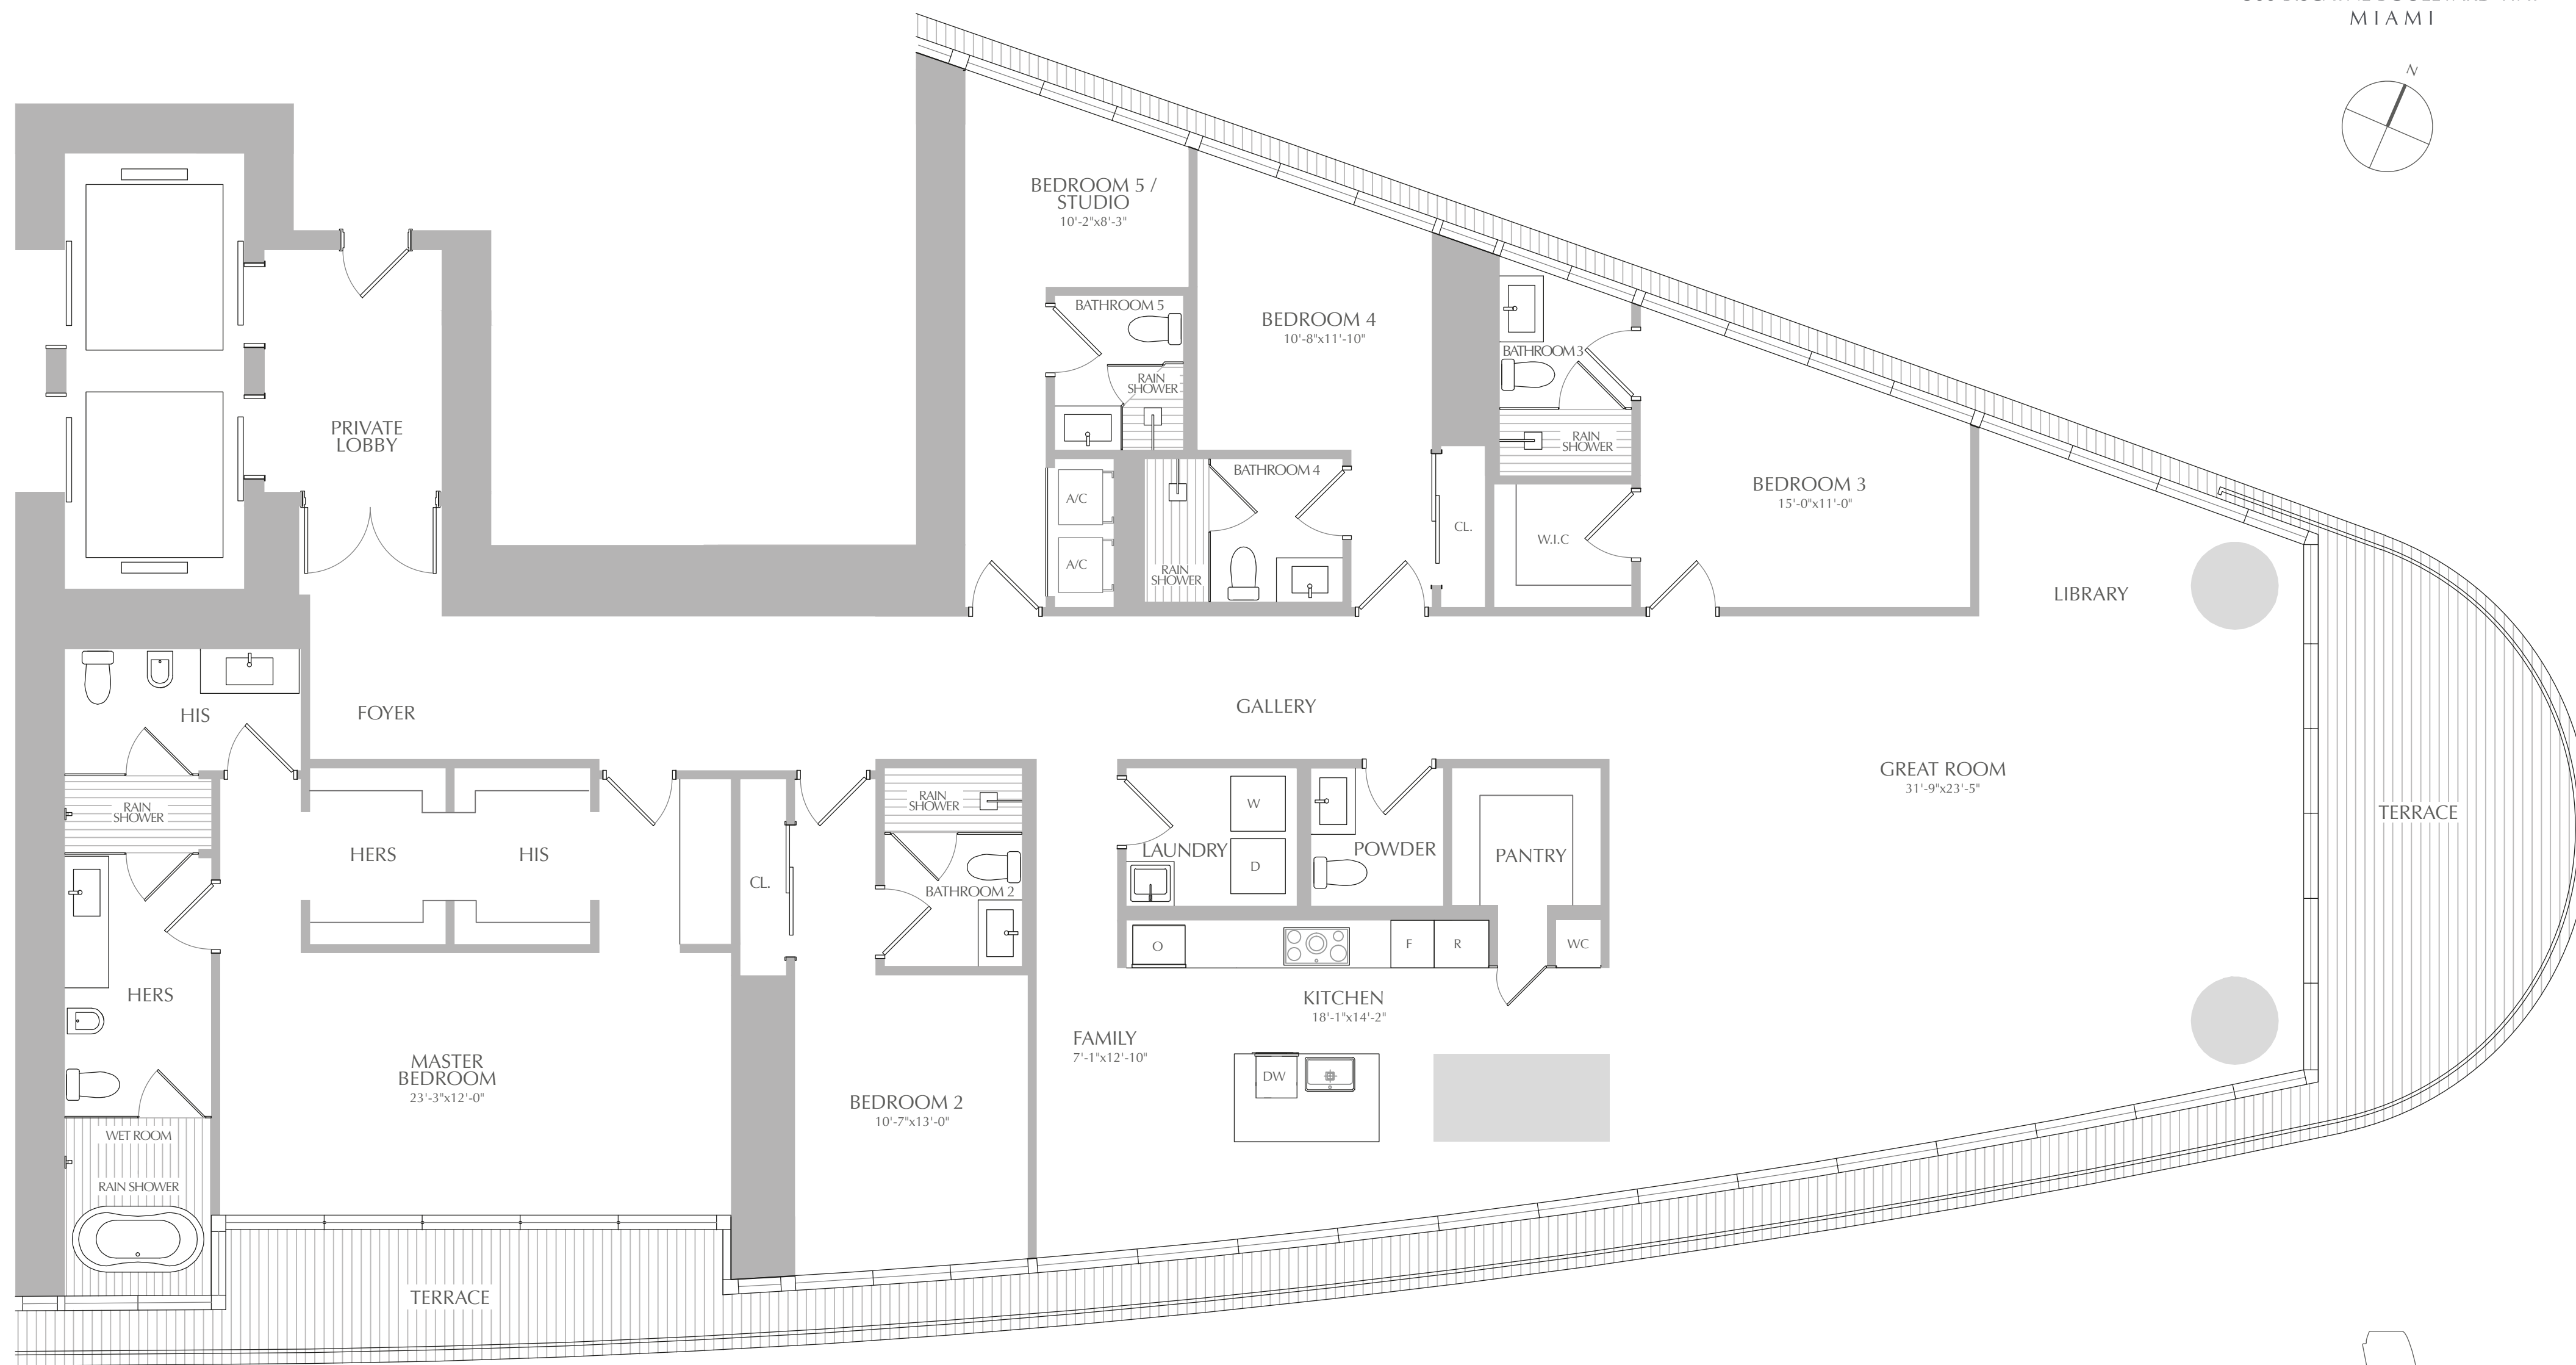 MIAMI
N
BEDROOM 5 /
STUDIO
10'-2"x8'-3"
BATHROOM 5
RAIN
SHOWER
BEDROOM 4
10'-8"x11'-10"
BATHROOM 3
RAIN
SHOWER
PRIVATE
LOBBY
A/C
A/C
BATHROOM 4
RAIN
SHOWER
CL.
W.I.C
BEDROOM 3
15'-0"x11'-0"
LIBRARY
HIS
FOYER
GALLERY
GREAT ROOM
31'-9"x23'-5"
TERRACE
RAIN
SHOWER
HERS
HIS
CL.
RAIN
SHOWER
BATHROOM 2
LAUNDRY
W
D
POWDER
PANTRY
O
F
R
WC
HERS
KITCHEN
18'-1"x14'-2"
FAMILY
7'-1"x12'-10"
DW
MASTER
BEDROOM
23'-3"x12'-0"
BEDROOM 2
10'-7"x13'-0"
WET ROOM
RAIN SHOWER
TERRACE